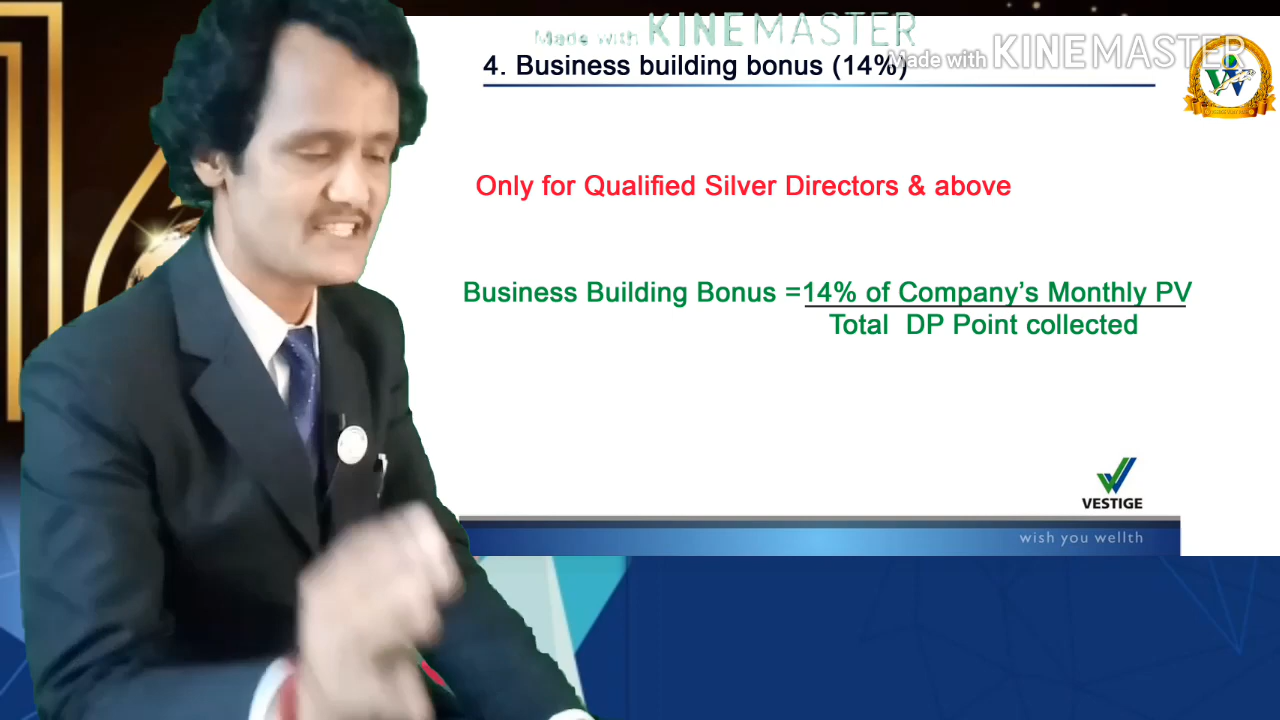 Made with KINEMASTER
Made with KINEMASTER
4. Business building bonus (14%)
Only for Qualified Silver Directors & above
Business Building Bonus =14% of Company's Monthly PV
Total DP Point collected
VESTIGE
wish you wellth